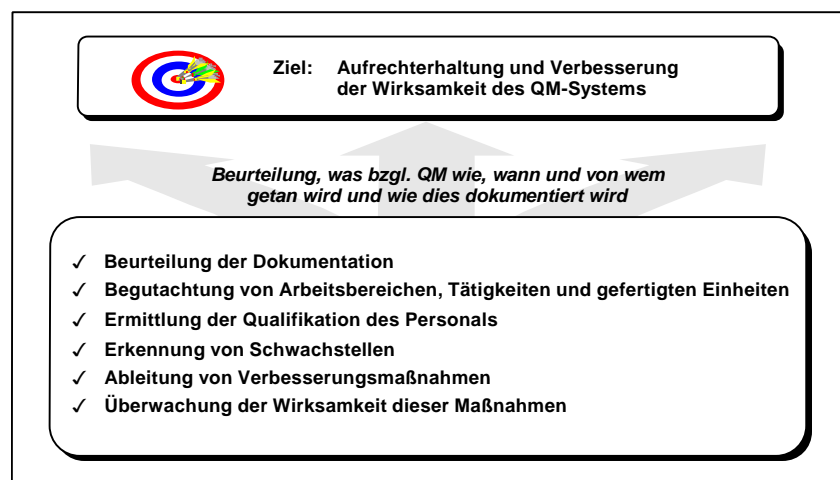 Ziel: Aufrechterhaltung und Verbesserung
der Wirksamkeit des QM-Systems
Beurteilung, was bzgl. QM wie, wann und von wem
getan wird und wie dies dokumentiert wird
✓ Beurteilung der Dokumentation
✓ Begutachtung von Arbeitsbereichen, Tätigkeiten und gefertigten Einheiten
✓ Ermittlung der Qualifikation des Personals
✓ Erkennung von Schwachstellen
✓ Ableitung von Verbesserungsmaßnahmen
✓ Überwachung der Wirksamkeit dieser Maßnahmen